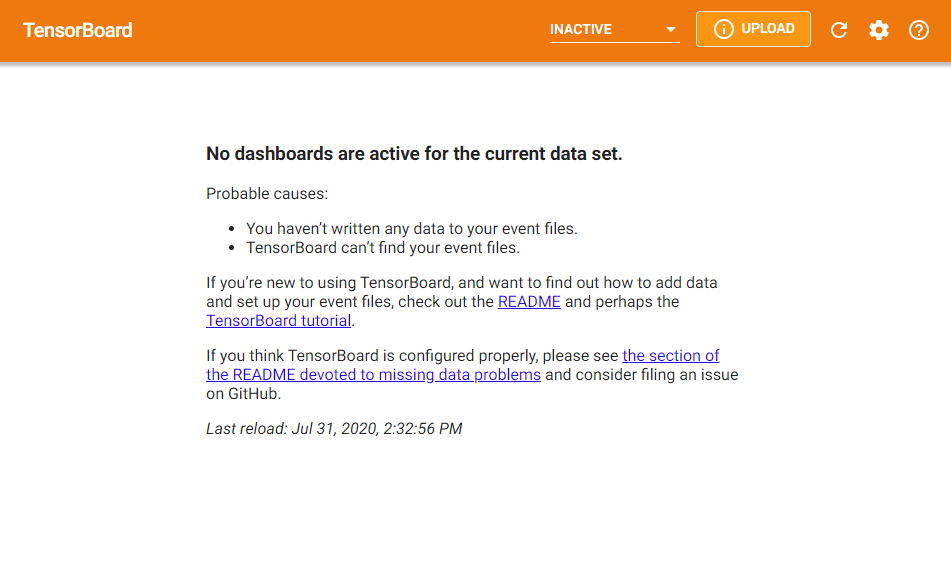 TensorBoard
INACTIVE
UPLOAD
No dashboards are active for the current data set.
Probable causes:
• You haven’t written any data to your event files.
• TensorBoard can’t find your event files.
If you’re new to using TensorBoard, and want to find out how to add data
and set up your event files, check out the README and perhaps the
TensorBoard tutorial.
If you think TensorBoard is configured properly, please see the section of
the README devoted to missing data problems and consider filing an issue
on GitHub.
Last reload: Jul 31, 2020, 2:32:56 PM